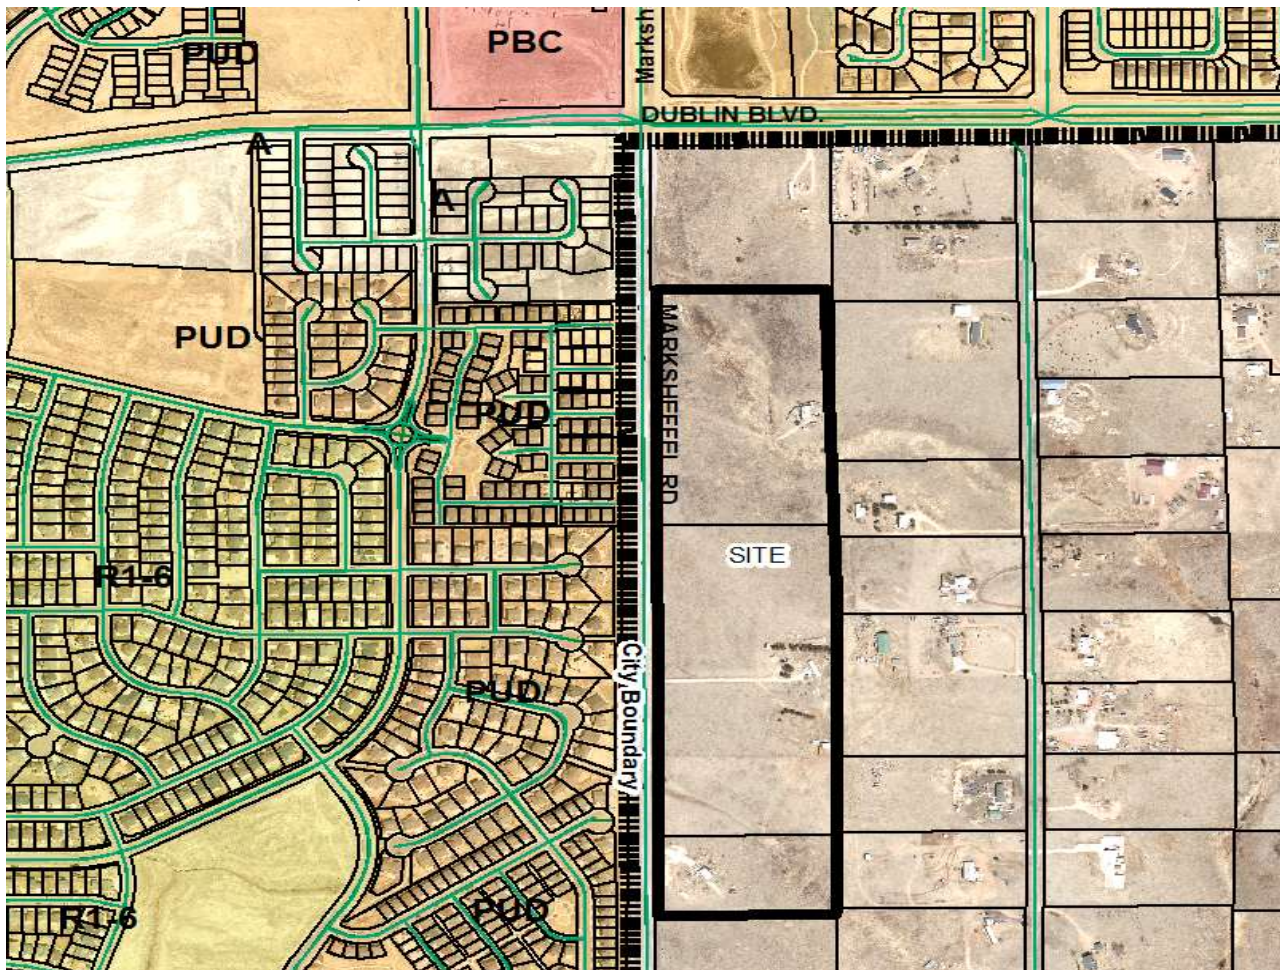 PUD
PBC
Marksh
DUBLIN BLVD.
A
A
PUD
MARKSHEFFEL RD
PUD
SITE
R1-6
City Boundary
PUD
PUD
R1-6